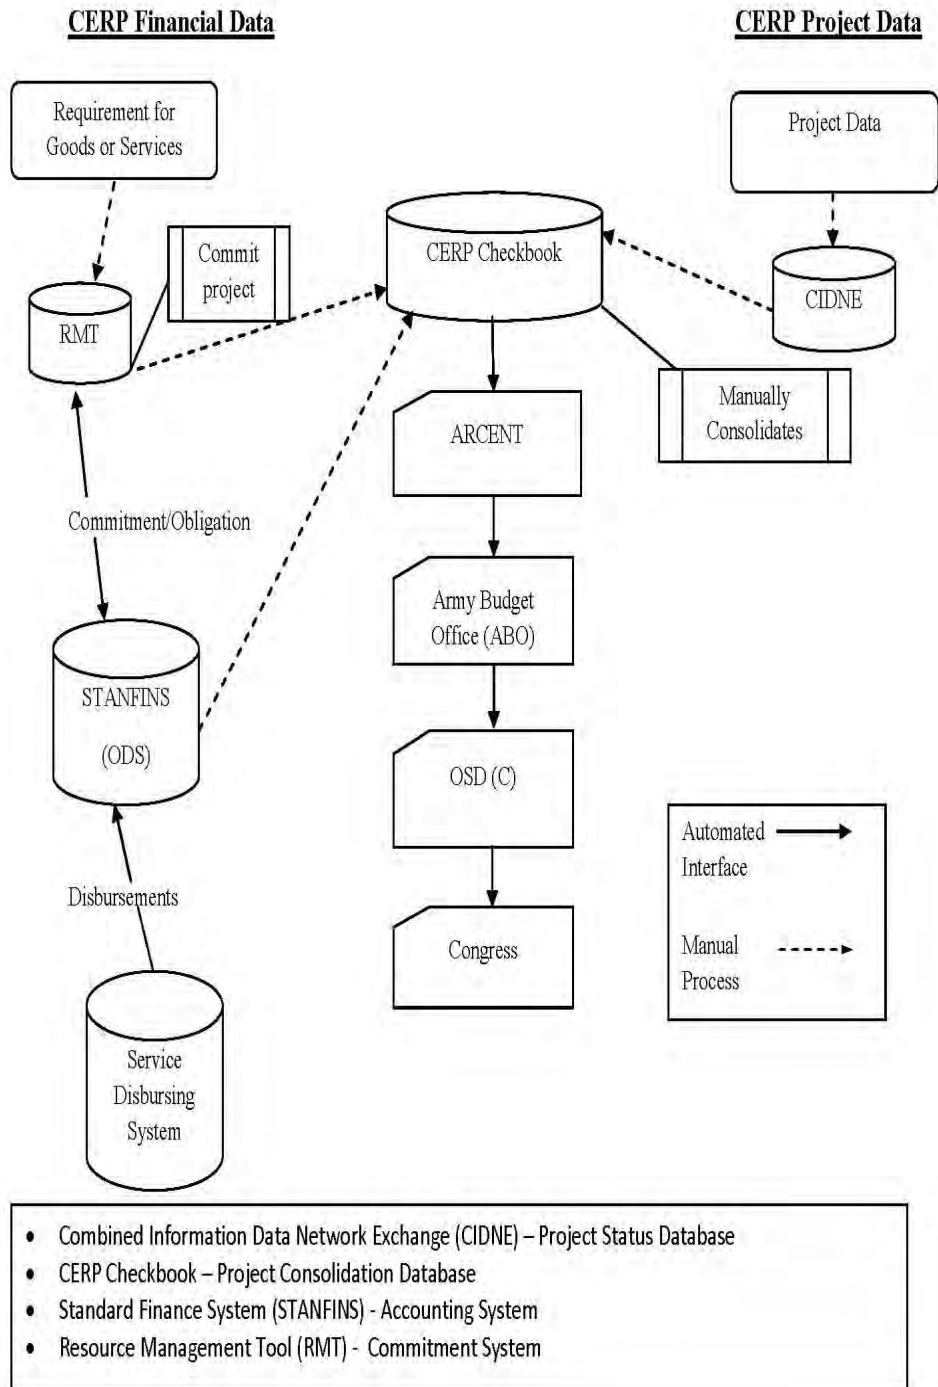 CERP Financial Data
CERP Project Data
Requirement for
Goods or Services
Project Data
Commit
project
CERP Checkbook
CIDNE
RMT
Manually
Consolidates
ARCENT
Commitment/Obligation
Army Budget
Office (ABO)
STANFINS
(ODS)
OSD (C)
Automated
Interface
Disbursements
Manual
Process
Congress
Service
Disbursing
System
• Combined Information Data Network Exchange (CIDNE) – Project Status Database
• CERP Checkbook – Project Consolidation Database
• Standard Finance System (STANFINS) - Accounting System
• Resource Management Tool (RMT) - Commitment System